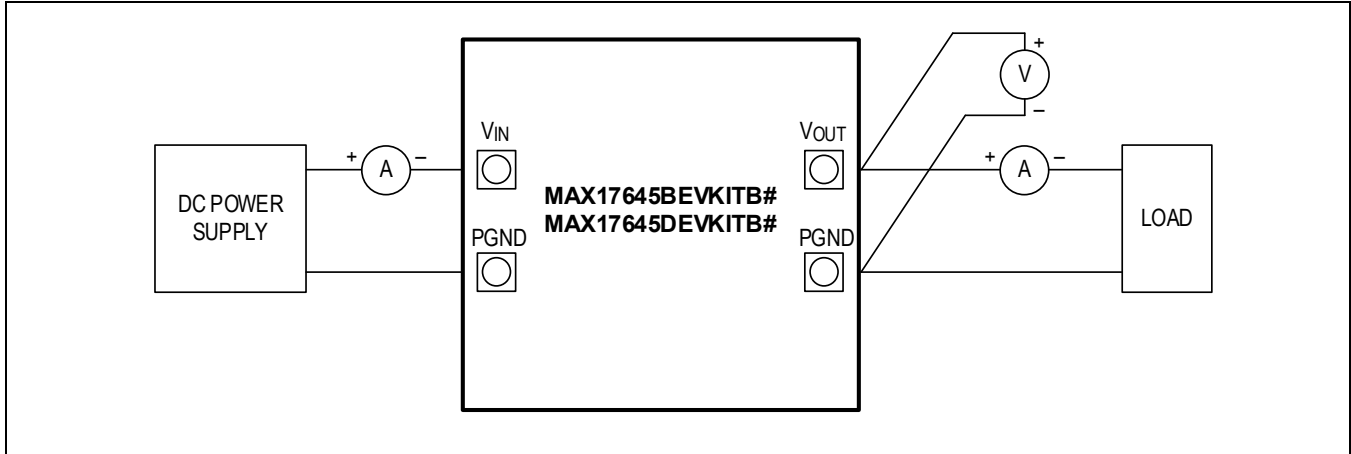 +
V
–
VIN
VOUT
+ A –
+ A –
DC POWER
SUPPLY
MAX17645BEVKITB#
MAX17645DEVKITB#
LOAD
PGND
PGND